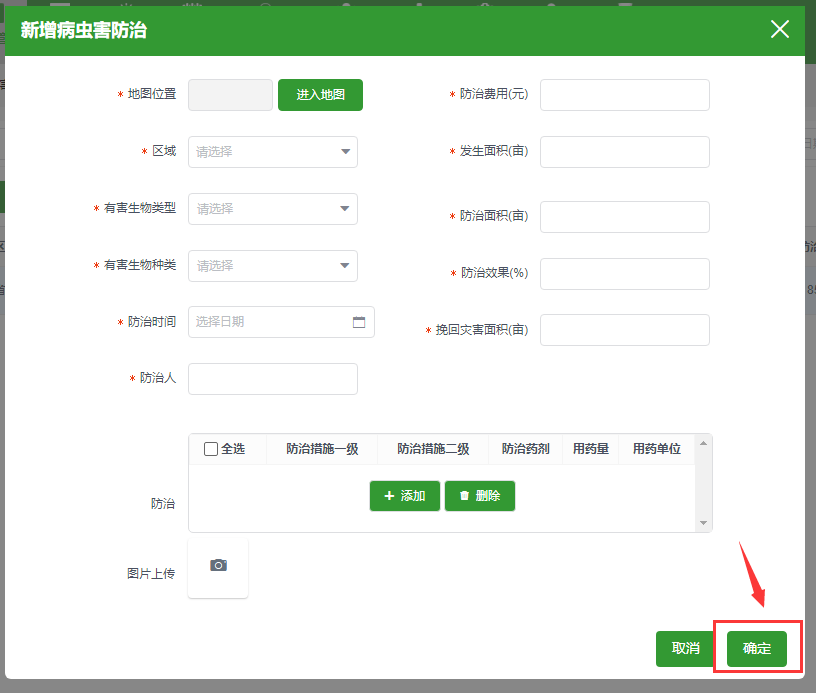 新增病虫害防治
* 地图位置 进入地图 * 防治费用(元)
* 区域 请选择 * 发生面积(亩)
* 有害生物类型 请选择 * 防治面积(亩)
* 有害生物种类 请选择 * 防治效果(%)
* 防治时间 选择日期 * 挽回灾害面积(亩)
* 防治人
全选 防治措施一级 防治措施二级 防治药剂 用药量 用药单位
+ 添加 删除
防治
图片上传
取消 确定